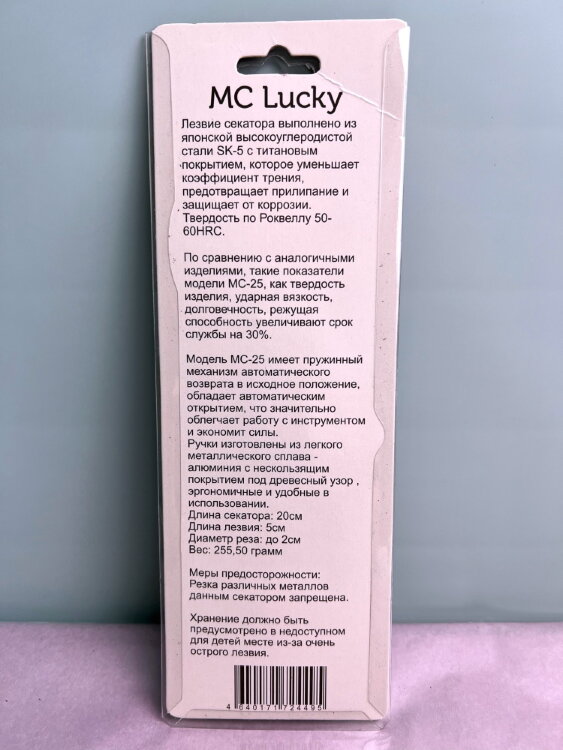 MC Lucky
Лезвие секатора выполнено из
японской высокоуглеродистой
стали SK-5 с титановым
покрытием, которое уменьшает
коэффициент трения,
предотвращает прилипание и
защищает от коррозии.
Твердость по Роквеллу 50-
60HRC.
По сравнению с аналогичными
изделиями, такие показатели
модели МС-25, как твердость
изделия, ударная вязкость,
долговечность, режущая
способность увеличивают срок
службы на 30%.
Модель МС-25 имеет пружинный
механизм автоматического
возврата в исходное положение,
обладает автоматическим
открытием, что значительно
облегчает работу с инструментом
и экономит силы.
Ручки изготовлены из легкого
металлического сплава -
алюминия с нескользящим
покрытием под древесный узор ,
эргономичные и удобные в
использовании.
Длина секатора: 20см
Длина лезвия: 5см
Диаметр реза: до 2см
Вес: 255,50 грамм
Меры предосторожности:
Резка различных металлов
данным секатором запрещена.
Хранение должно быть
предусмотрено в недоступном
для детей месте из-за очень
острого лезвия.
4 640171 724495